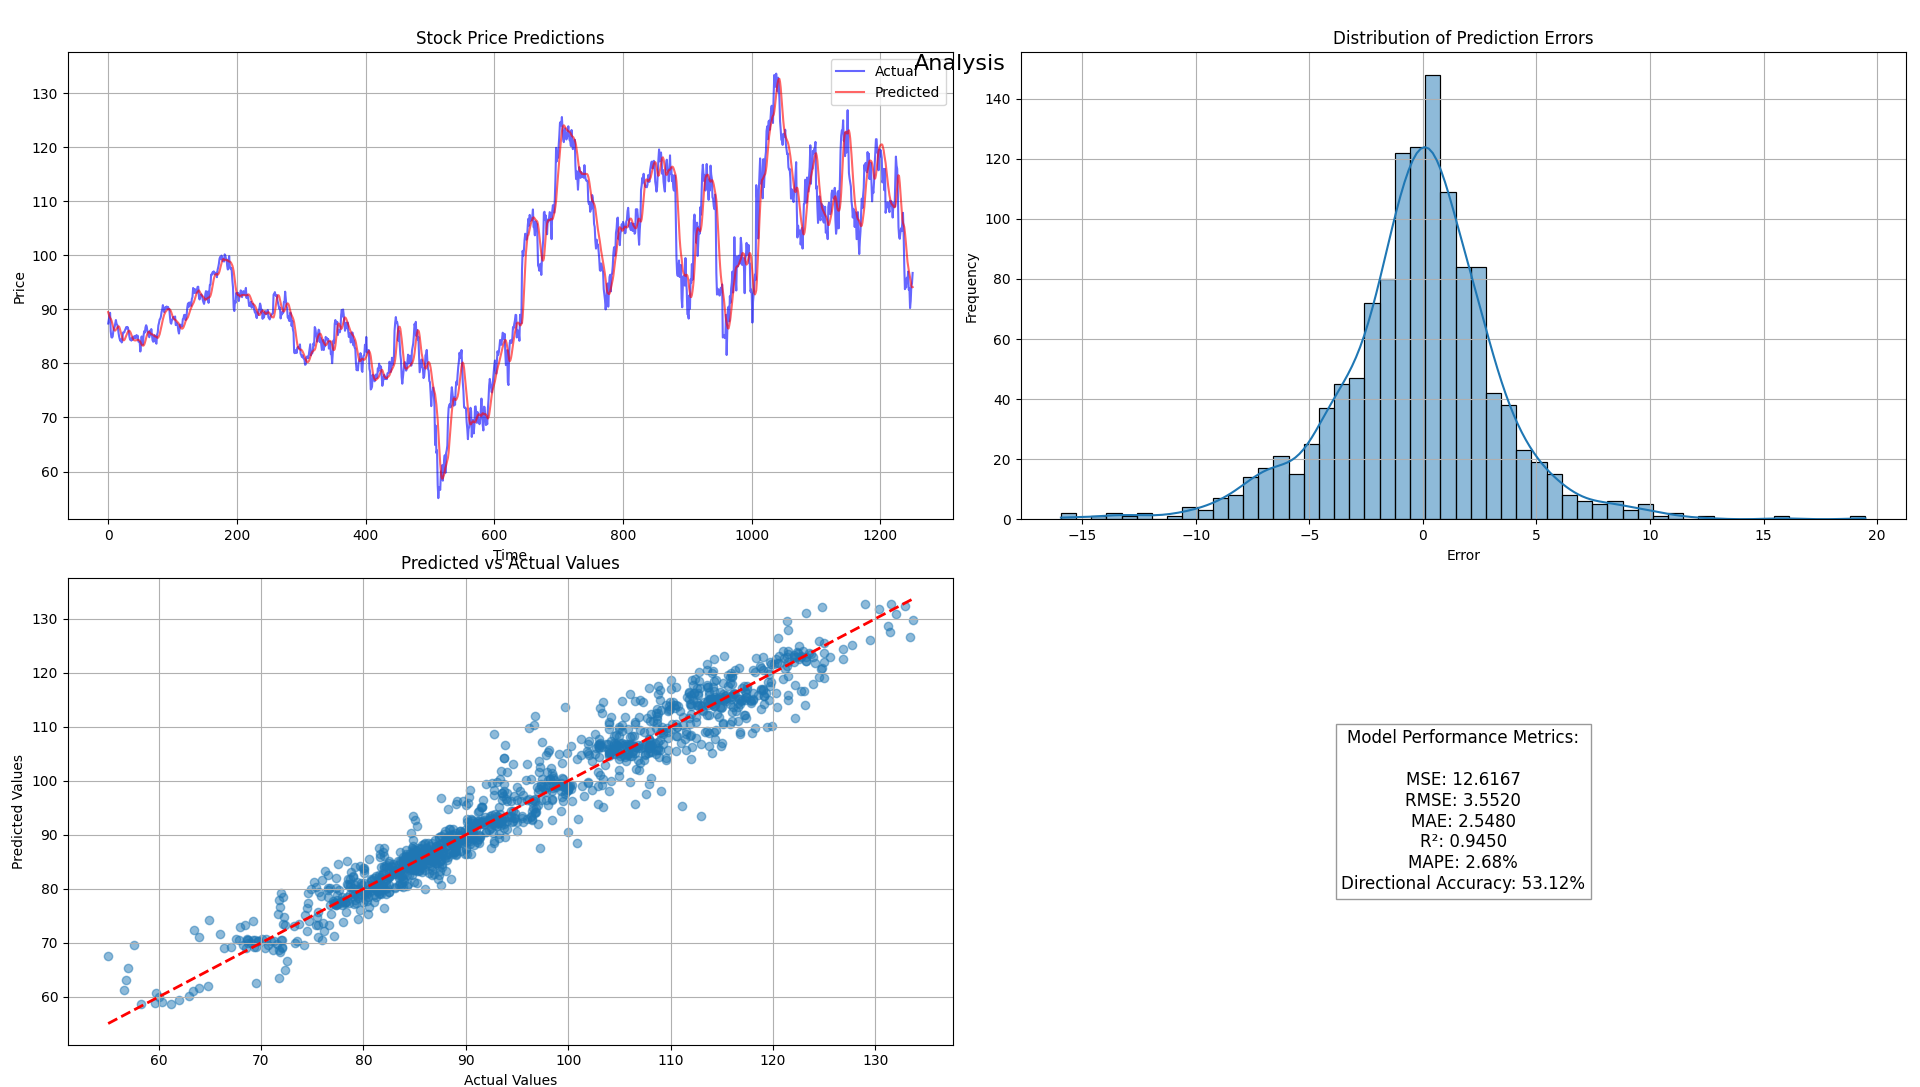 Analysis
Stock Price Predictions
Actual
Predicted
Price
130
120
110
100
90
80
70
60
0 200 400 600 800 1000 1200
Time
Distribution of Prediction Errors
Frequency
140
120
100
80
60
40
20
0
−15 −10 −5 0 5 10 15 20
Error
Predicted vs Actual Values
Predicted Values
130
120
110
100
90
80
70
60
60 70 80 90 100 110 120 130
Actual Values
Model Performance Metrics:
MSE: 12.6167
RMSE: 3.5520
MAE: 2.5480
R²: 0.9450
MAPE: 2.68%
Directional Accuracy: 53.12%